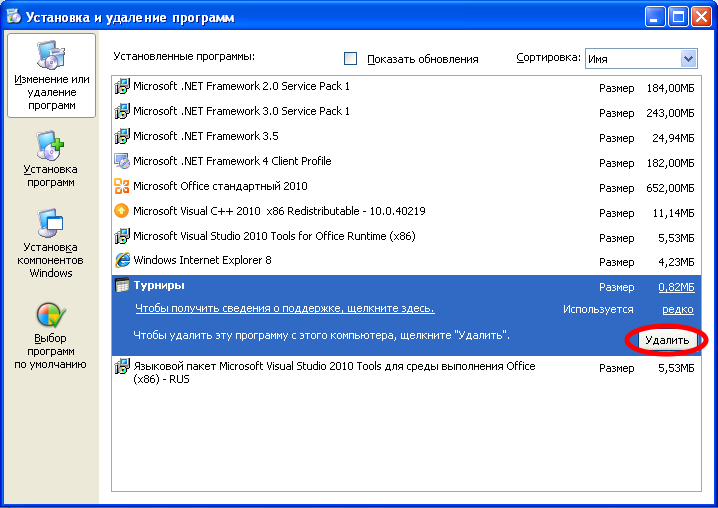 Установка и удаление программ
Изменение или
удаление
программ
Установка
программ
Установка
компонентов
Windows
Выбор
программ
по умолчанию
Установленные программы:
Показать обновления
Сортировка: Имя
Microsoft .NET Framework 2.0 Service Pack 1 Размер 184,00МБ
Microsoft .NET Framework 3.0 Service Pack 1 Размер 243,00МБ
Microsoft .NET Framework 3.5 Размер 24,94МБ
Microsoft .NET Framework 4 Client Profile Размер 182,00МБ
Microsoft Office стандартный 2010 Размер 652,00МБ
Microsoft Visual C++ 2010 x86 Redistributable - 10.0.40219 Размер 11,14МБ
Microsoft Visual Studio 2010 Tools for Office Runtime (x86) Размер 5,53МБ
Windows Internet Explorer 8 Размер 4,23МБ
Турниры Размер 0,82МБ
Чтобы получить сведения о поддержке, щелкните здесь. Используется редко
Чтобы удалить эту программу с этого компьютера, щелкните "Удалить". Удалить
Языковой пакет Microsoft Visual Studio 2010 Tools для среды выполнения Office Размер 5,53МБ
(x86) - RUS